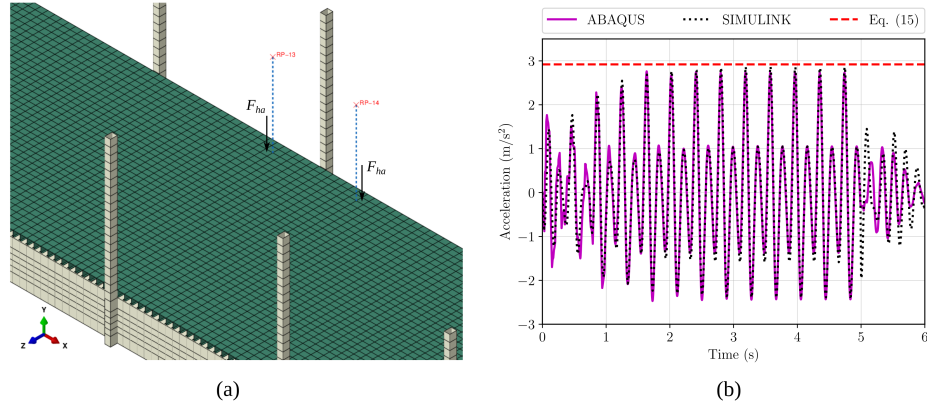 RP-13
RP-14
F_ha
F_ha
Y
Z
X
(a)
ABAQUS
SIMULINK
Eq. (15)
Acceleration (m/s²)
3
2
1
0
−1
−2
−3
0 1 2 3 4 5 6
Time (s)
(b)